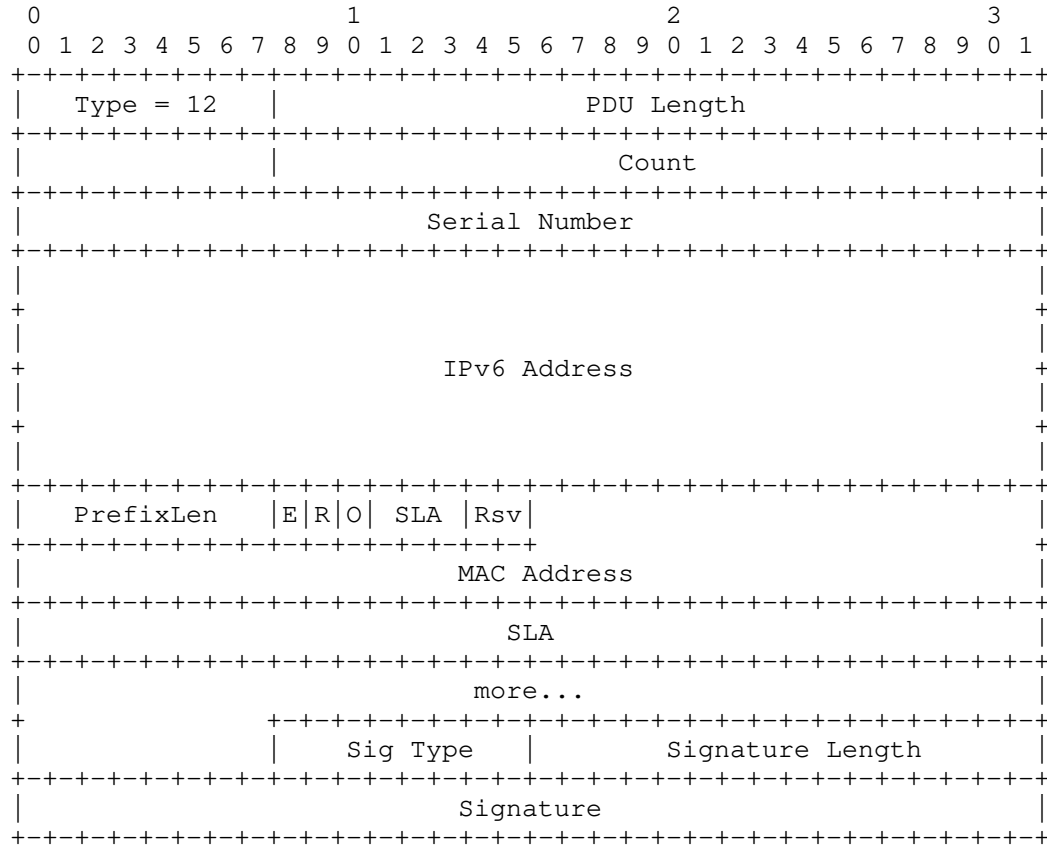 0 1 2 3
0 1 2 3 4 5 6 7 8 9 0 1 2 3 4 5 6 7 8 9 0 1 2 3 4 5 6 7 8 9 0 1
+-+-+-+-+-+-+-+-+-+-+-+-+-+-+-+-+-+-+-+-+-+-+-+-+-+-+-+-+-+-+-+-+
| Type = 12 | PDU Length |
+-+-+-+-+-+-+-+-+-+-+-+-+-+-+-+-+-+-+-+-+-+-+-+-+-+-+-+-+-+-+-+-+
| | Count |
+-+-+-+-+-+-+-+-+-+-+-+-+-+-+-+-+-+-+-+-+-+-+-+-+-+-+-+-+-+-+-+-+
| Serial Number |
+-+-+-+-+-+-+-+-+-+-+-+-+-+-+-+-+-+-+-+-+-+-+-+-+-+-+-+-+-+-+-+-+
| |
+ +
| |
+ IPv6 Address +
| |
+ +
| |
+-+-+-+-+-+-+-+-+-+-+-+-+-+-+-+-+-+-+-+-+-+-+-+-+-+-+-+-+-+-+-+-+
| PrefixLen |E|R|O| SLA |Rsv| |
+-+-+-+-+-+-+-+-+-+-+-+-+-+-+-+-+ +
| MAC Address |
+-+-+-+-+-+-+-+-+-+-+-+-+-+-+-+-+-+-+-+-+-+-+-+-+-+-+-+-+-+-+-+-+
| SLA |
+-+-+-+-+-+-+-+-+-+-+-+-+-+-+-+-+-+-+-+-+-+-+-+-+-+-+-+-+-+-+-+-+
| more... |
+ +-+-+-+-+-+-+-+-+-+-+-+-+-+-+-+-+-+-+-+-+-+-+-+-+
| | Sig Type | Signature Length |
+-+-+-+-+-+-+-+-+-+-+-+-+-+-+-+-+-+-+-+-+-+-+-+-+-+-+-+-+-+-+-+-+
| Signature |
+-+-+-+-+-+-+-+-+-+-+-+-+-+-+-+-+-+-+-+-+-+-+-+-+-+-+-+-+-+-+-+-+